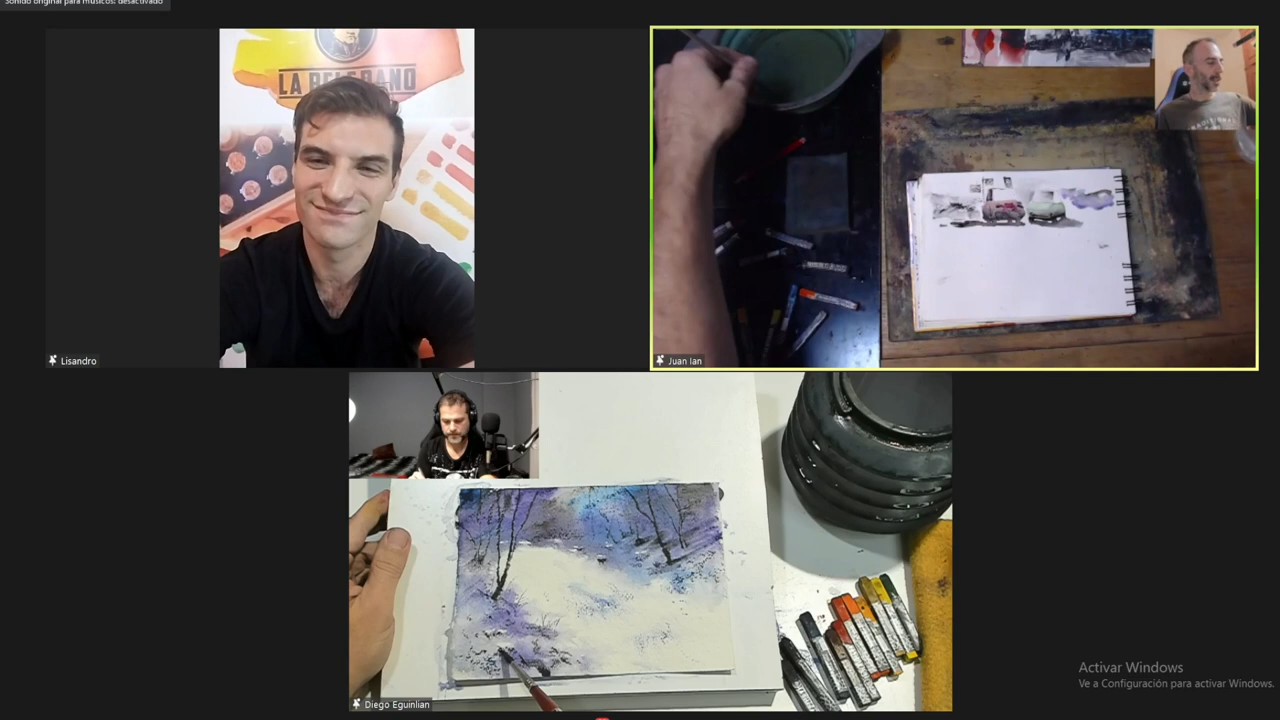 Sonido original para músicos: desactivado
LA BELGRANO
Lisandro
Juan Ian
Diego Eguinlian
Activar Windows
Ve a Configuración para activar Windows.